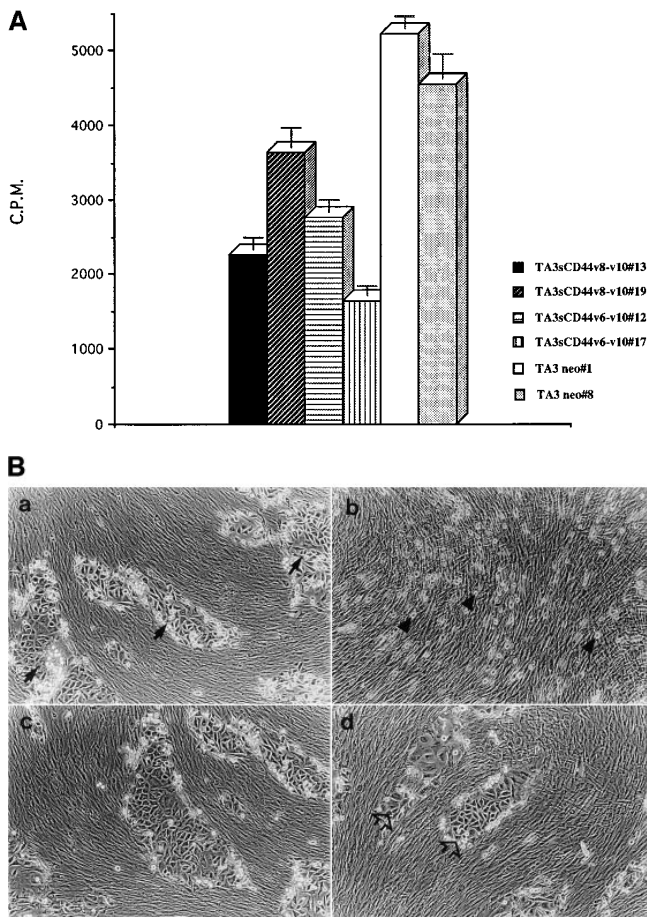 A
C.P.M.
5000
4000
3000
2000
1000
0
TA3sCD44v8-v10#13
TA3sCD44v8-v10#19
TA3sCD44v6-v10#12
TA3sCD44v6-v10#17
TA3 neo#1
TA3 neo#8
B
a
b
c
d